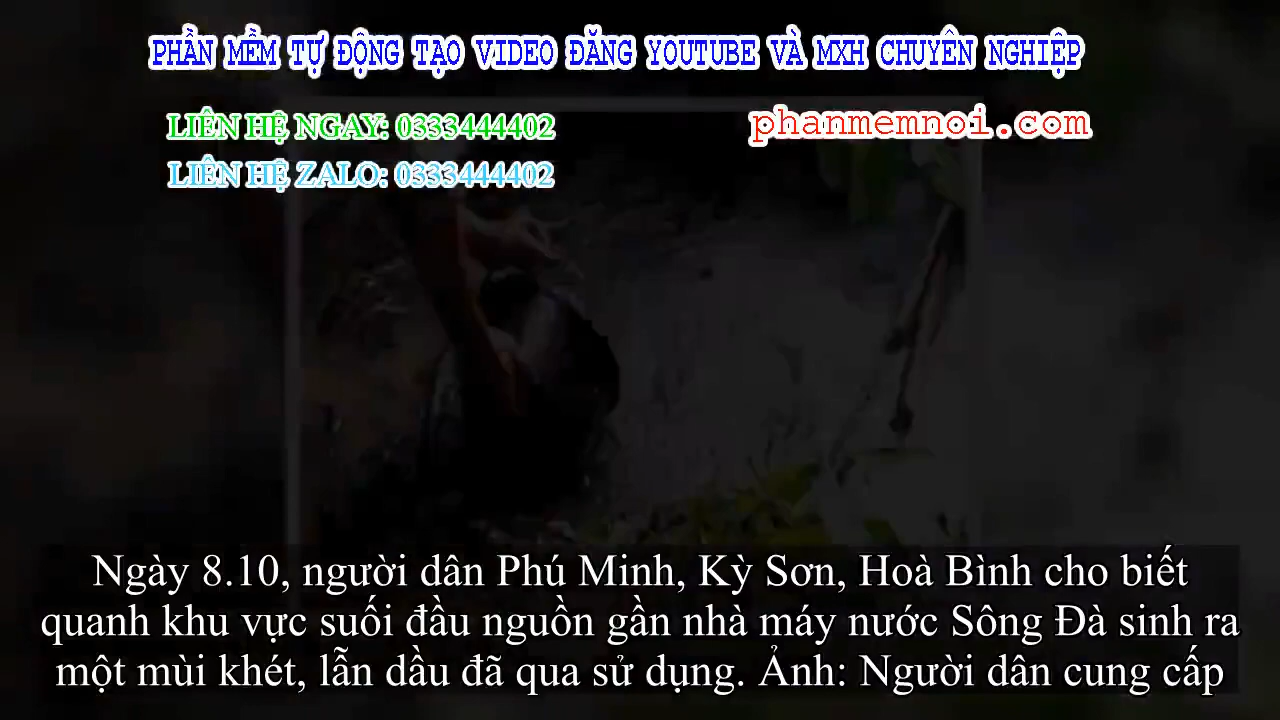 PHẦN MỀM TỰ ĐỘNG TẠO VIDEO ĐĂNG YOUTUBE VÀ MXH CHUYÊN NGHIỆP
LIÊN HỆ NGAY: 0333444402
phanmemnoi.com
LIÊN HỆ ZALO: 0333444402
Ngày 8.10, người dân Phú Minh, Kỳ Sơn, Hoà Bình cho biết
quanh khu vực suối đầu nguồn gần nhà máy nước Sông Đà sinh ra
một mùi khét, lẫn dầu đã qua sử dụng. Ảnh: Người dân cung cấp